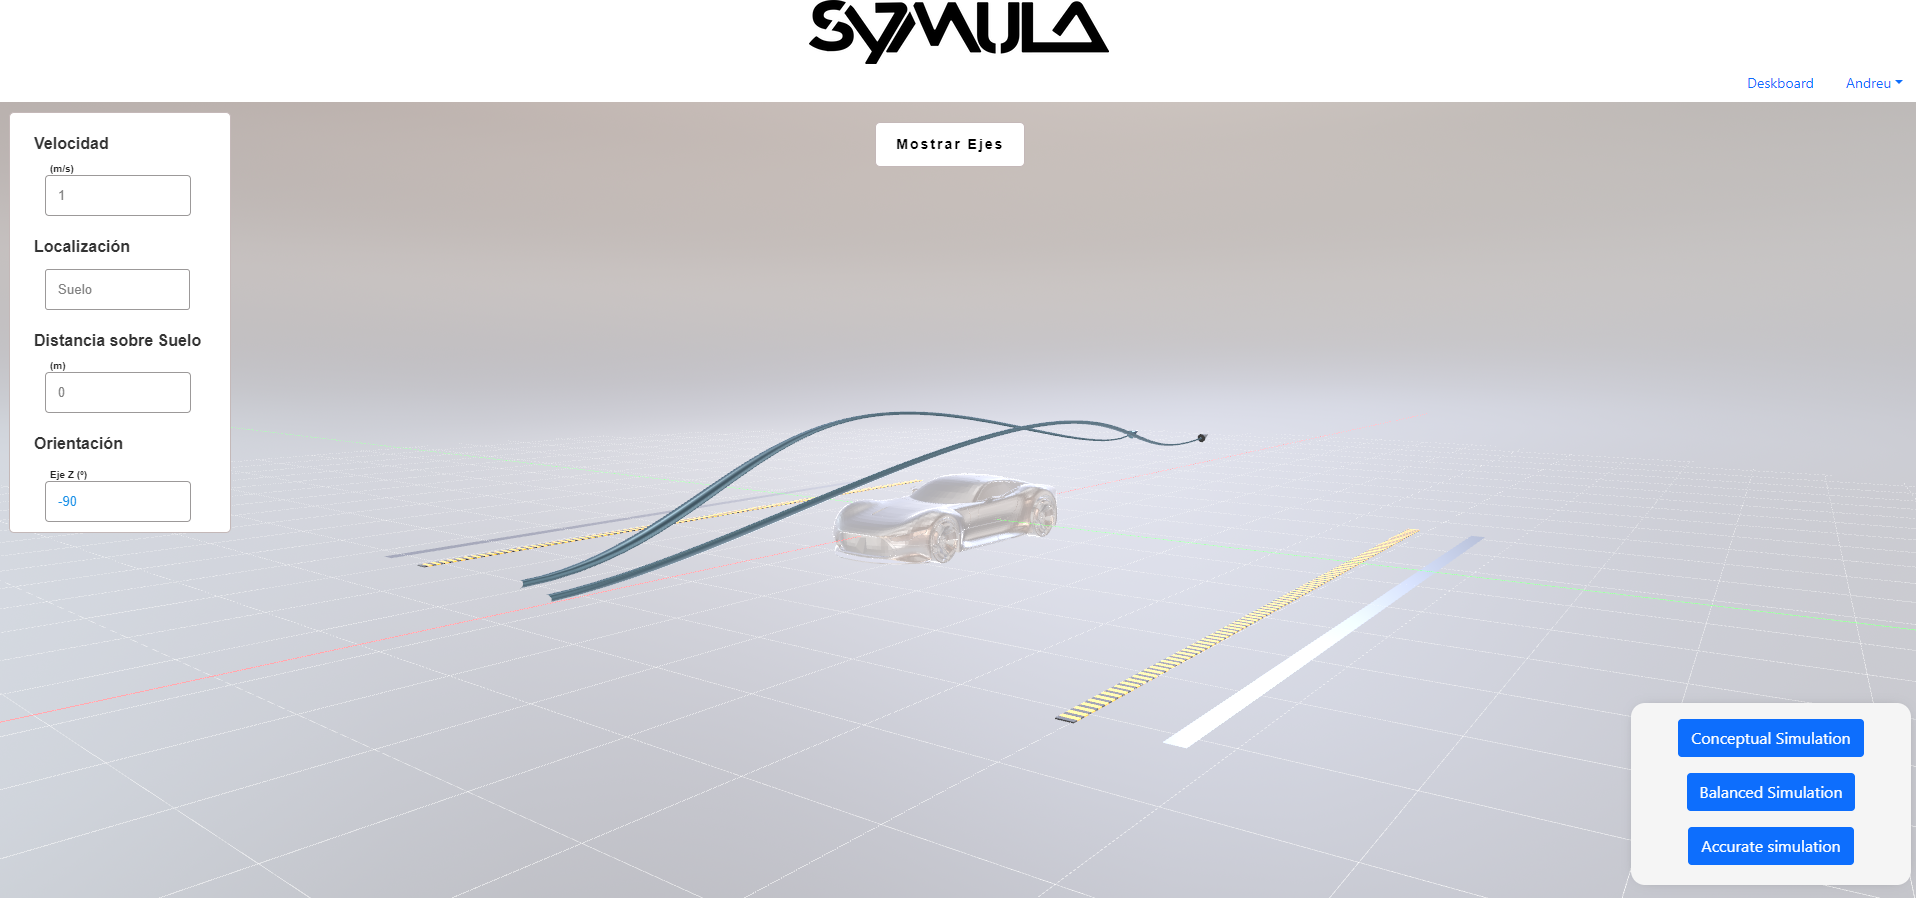 SYMULA
Deskboard
Andreu
Velocidad
(m/s)
1
Localización
Suelo
Distancia sobre Suelo
(m)
0
Orientación
Eje Z (º)
-90
Mostrar Ejes
Conceptual Simulation
Balanced Simulation
Accurate simulation